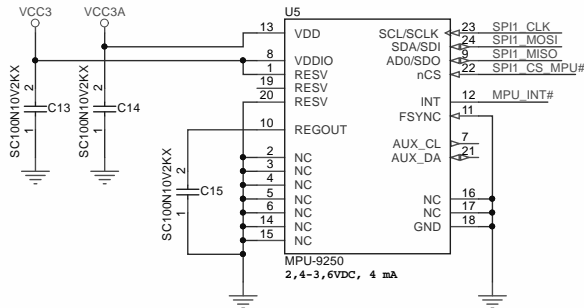 VCC3 VCC3A
U5
13 VDD SCL/SCLK 23 SPI1_CLK
SDA/SDI 24 SPI1_MOSI
8 VDDIO AD0/SDO 9 SPI1_MISO
1 RESV nCS 22 SPI1_CS_MPU#
19 RESV
20 RESV INT 12 MPU_INT#
FSYNC 11
10 REGOUT
AUX_CL 7
AUX_DA 21
2 NC
3 NC
4 NC
5 NC NC 16
6 NC NC 17
14 NC GND 18
15 NC
MPU-9250
2,4-3,6VDC, 4 mA
SC100N10V2KX
1 2
C13
SC100N10V2KX
1 2
C14
SC100N10V2KX
1 2
C15